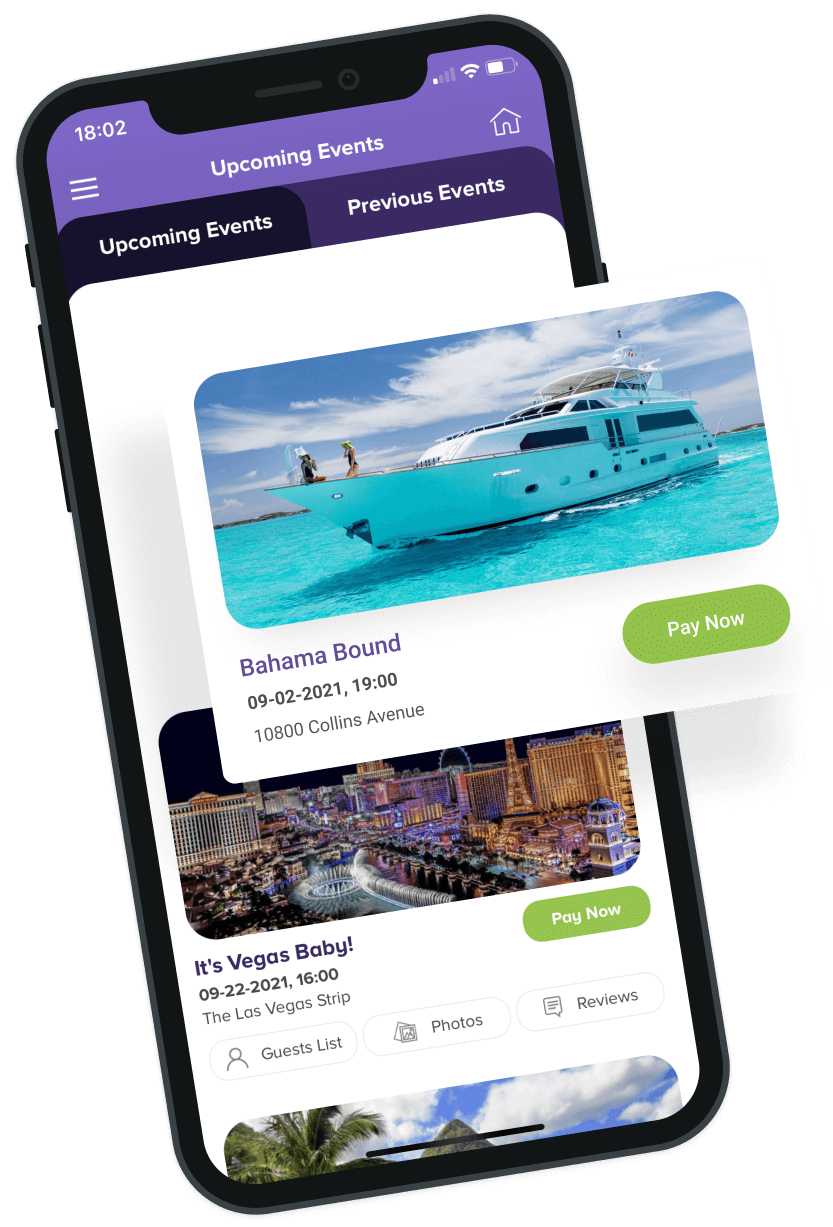 18:02
Upcoming Events
Upcoming Events
Previous Events
Bahama Bound
Pay Now
09-02-2021, 19:00
10800 Collins Avenue
It's Vegas Baby!
Pay Now
09-22-2021, 16:00
The Las Vegas Strip
Guests List
Photos
Reviews